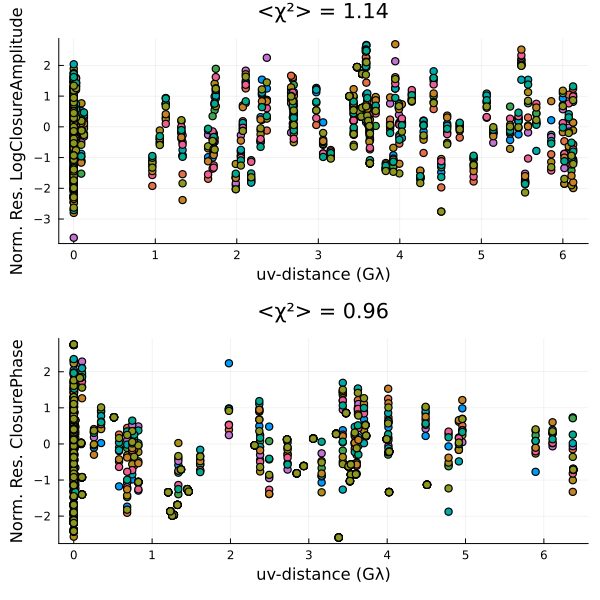 <χ²> = 1.14
Norm. Res. LogClosureAmplitude
2
1
0
−1
−2
−3
0 1 2 3 4 5 6
uv-distance (Gλ)
<χ²> = 0.96
Norm. Res. ClosurePhase
2
1
0
−1
−2
0 1 2 3 4 5 6
uv-distance (Gλ)